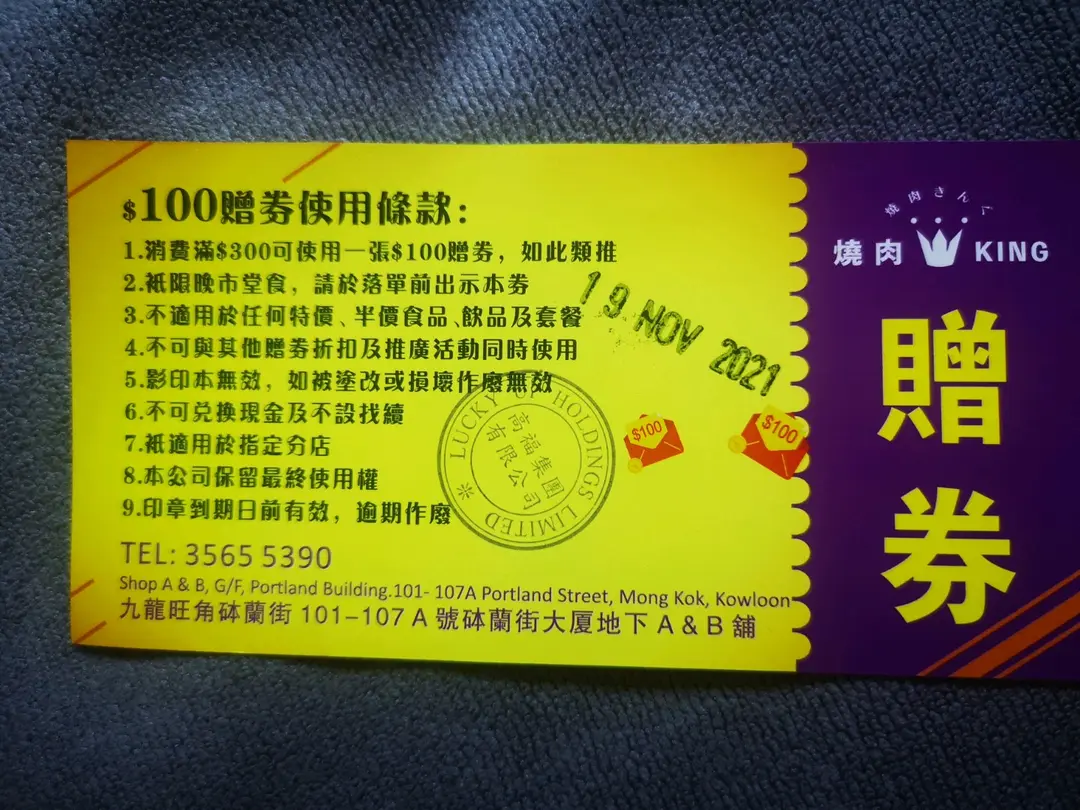 $100贈券使用條款：
1.消費滿$300可使用一張$100贈券，如此類推
2.衹限晚市堂食，請於落單前出示本券
3.不適用於任何特價、半價食品、飲品及套餐
4.不可與其他贈券折扣及推廣活動同時使用
5.影印本無效，如被塗改或損壞作廢無效
6.不可兑換現金及不設找續
7.衹適用於指定分店
8.本公司保留最終使用權
9.印章到期日前有效，逾期作廢
TEL: 3565 5390
Shop A & B, G/F, Portland Building.101- 107A Portland Street, Mong Kok, Kowloon
九龍旺角砵蘭街 101–107 A 號砵蘭街大厦地下 A & B 舖
19 NOV 2021
LUCKY UP HOLDINGS LIMITED
高福集團
有限公司
$100
$100
焼肉きんぐ
燒肉 KING
贈
券